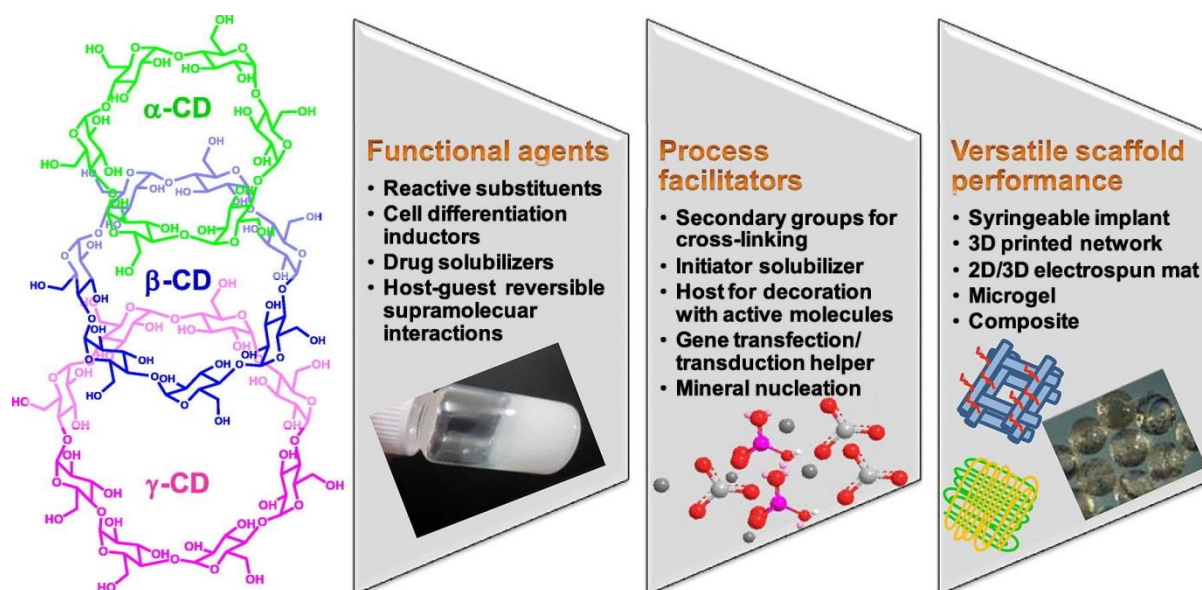 α-CD
β-CD
γ-CD
Functional agents
• Reactive substituents
• Cell differentiation
inductors
• Drug solubilizers
• Host-guest reversible
supramolecuar
interactions
Process
facilitators
• Secondary groups for
cross-linking
• Initiator solubilizer
• Host for decoration
with active molecules
• Gene transfection/
transduction helper
• Mineral nucleation
Versatile scaffold
performance
• Syringeable implant
• 3D printed network
• 2D/3D electrospun mat
• Microgel
• Composite